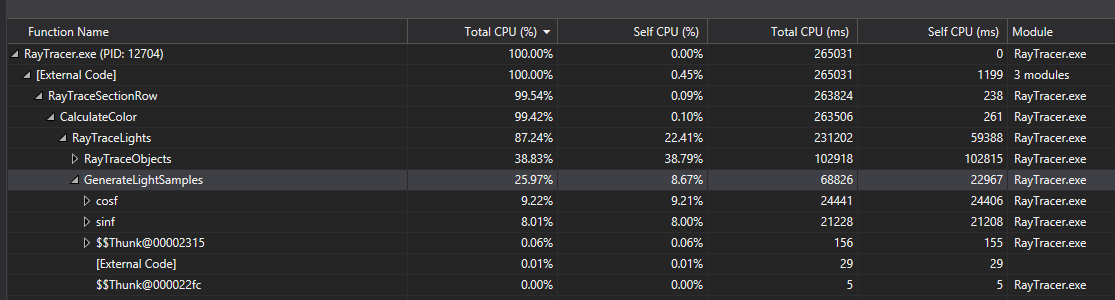 Function Name Total CPU (%) Self CPU (%) Total CPU (ms) Self CPU (ms) Module
RayTracer.exe (PID: 12704) 100.00% 0.00% 265031 0 RayTracer.exe
[External Code] 100.00% 0.45% 265031 1199 3 modules
RayTraceSectionRow 99.54% 0.09% 263824 238 RayTracer.exe
CalculateColor 99.42% 0.10% 263506 261 RayTracer.exe
RayTraceLights 87.24% 22.41% 231202 59388 RayTracer.exe
RayTraceObjects 38.83% 38.79% 102918 102815 RayTracer.exe
GenerateLightSamples 25.97% 8.67% 68826 22967 RayTracer.exe
cosf 9.22% 9.21% 24441 24406 RayTracer.exe
sinf 8.01% 8.00% 21228 21208 RayTracer.exe
$$Thunk@00002315 0.06% 0.06% 156 155 RayTracer.exe
[External Code] 0.01% 0.01% 29 29
$$Thunk@000022fc 0.00% 0.00% 5 5 RayTracer.exe